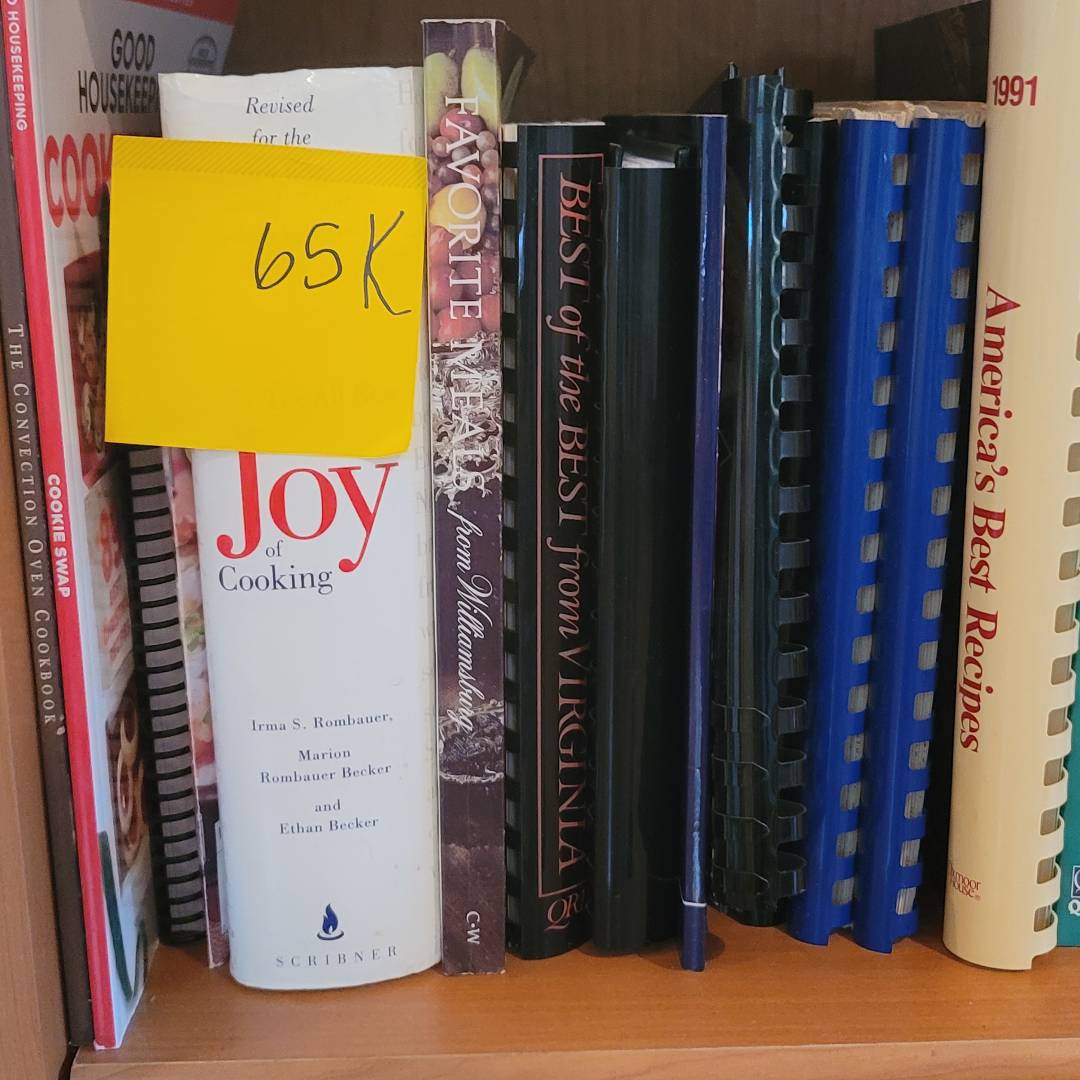 THE CONVECTION OVEN COOKBOOK
HOUSEKEEPING
COOKIE SWAP
GOOD
HOUSEKEEP
COOK
Revised
for the
65K
Joy
of
Cooking
Irma S. Rombauer,
Marion
Rombauer Becker
and
Ethan Becker
SCRIBNER
FAVORITE MEALS from Williamsburg
C·W
BEST of the BEST from VIRGINIA
QR
1991
America's Best Recipes
moor
House